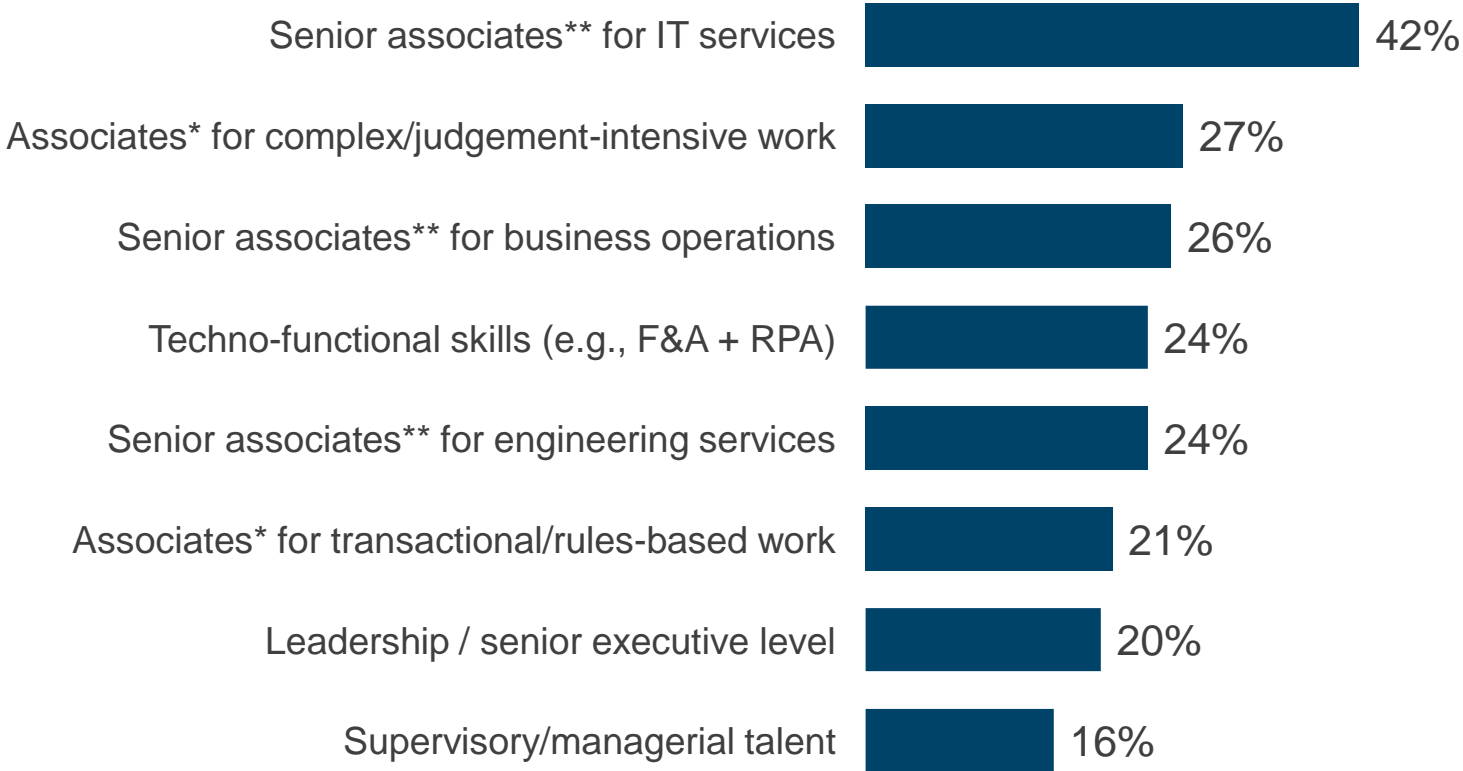 Senior associates** for IT services 42%
Associates* for complex/judgement-intensive work 27%
Senior associates** for business operations 26%
Techno-functional skills (e.g., F&A + RPA) 24%
Senior associates** for engineering services 24%
Associates* for transactional/rules-based work 21%
Leadership / senior executive level 20%
Supervisory/managerial talent 16%